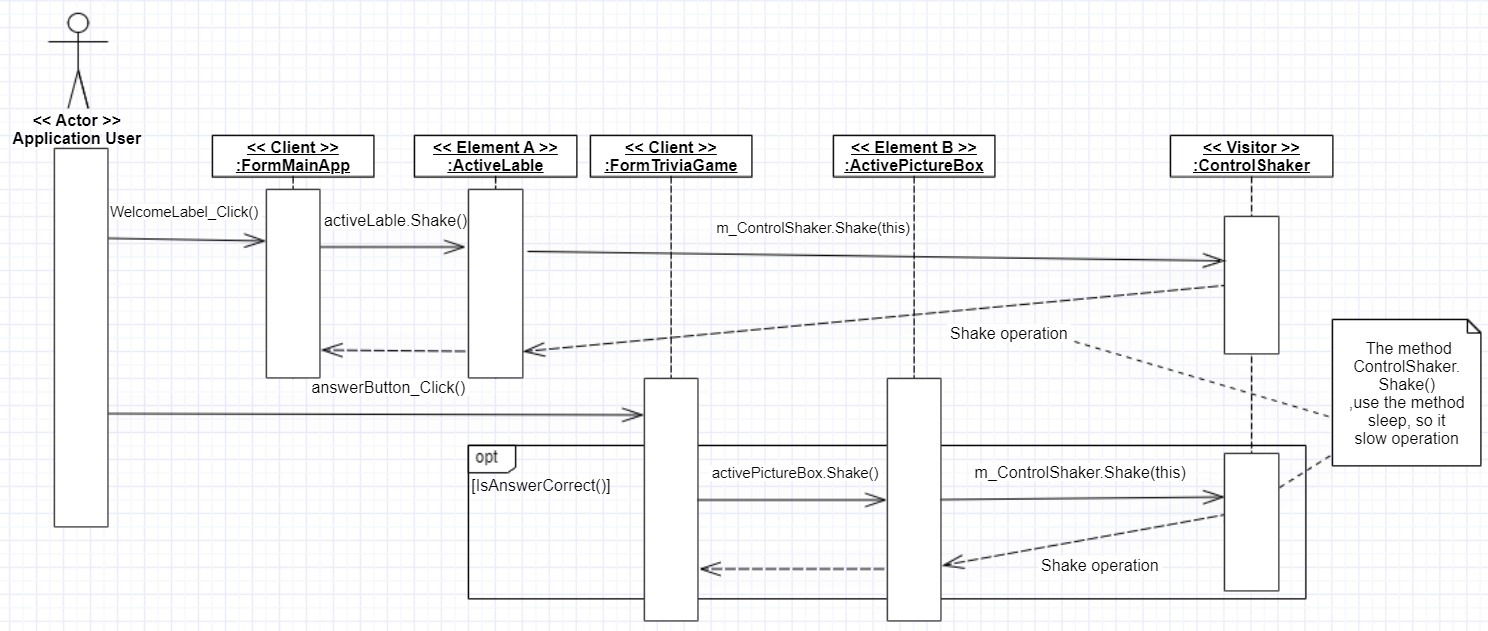 << Actor >>
Application User
<< Client >>
:FormMainApp
<< Element A >>
:ActiveLable
<< Client >>
:FormTriviaGame
<< Element B >>
:ActivePictureBox
<< Visitor >>
:ControlShaker
WelcomeLabel_Click()
activeLable.Shake()
m_ControlShaker.Shake(this)
Shake operation
The method
ControlShaker.
Shake()
,use the method
sleep, so it
slow operation
answerButton_Click()
opt
[IsAnswerCorrect()]
activePictureBox.Shake()
m_ControlShaker.Shake(this)
Shake operation